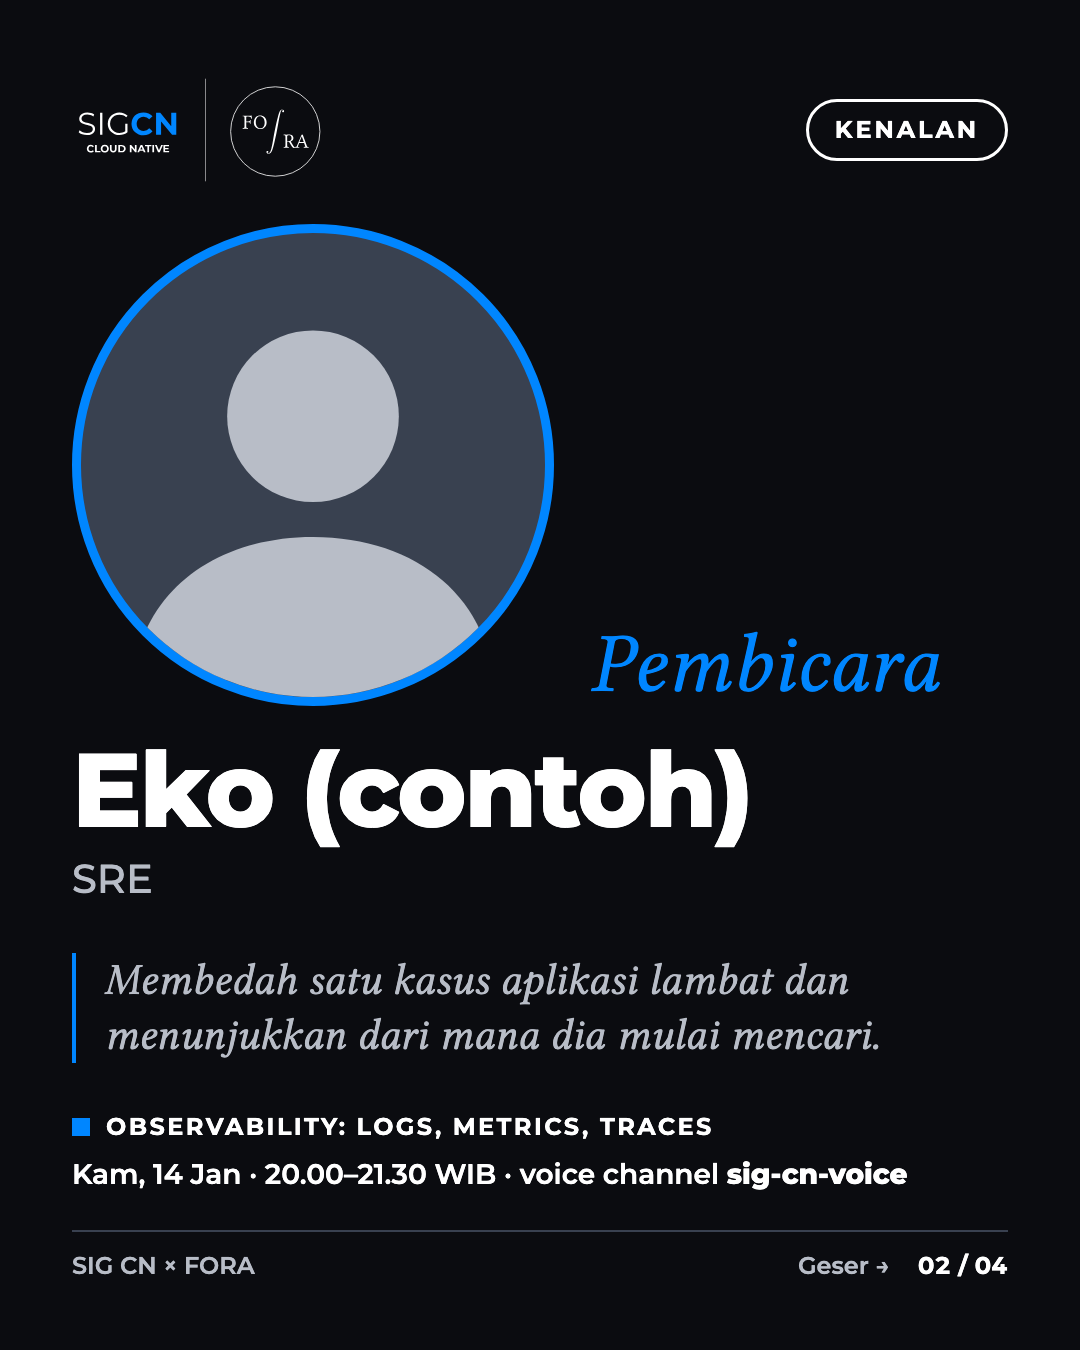 SIGCN
CLOUD NATIVE
FO RA
KENALAN
Pembicara
Eko (contoh)
SRE
Membedah satu kasus aplikasi lambat dan
menunjukkan dari mana dia mulai mencari.
OBSERVABILITY: LOGS, METRICS, TRACES
Kam, 14 Jan · 20.00–21.30 WIB · voice channel sig-cn-voice
SIG CN × FORA
Geser → 02 / 04